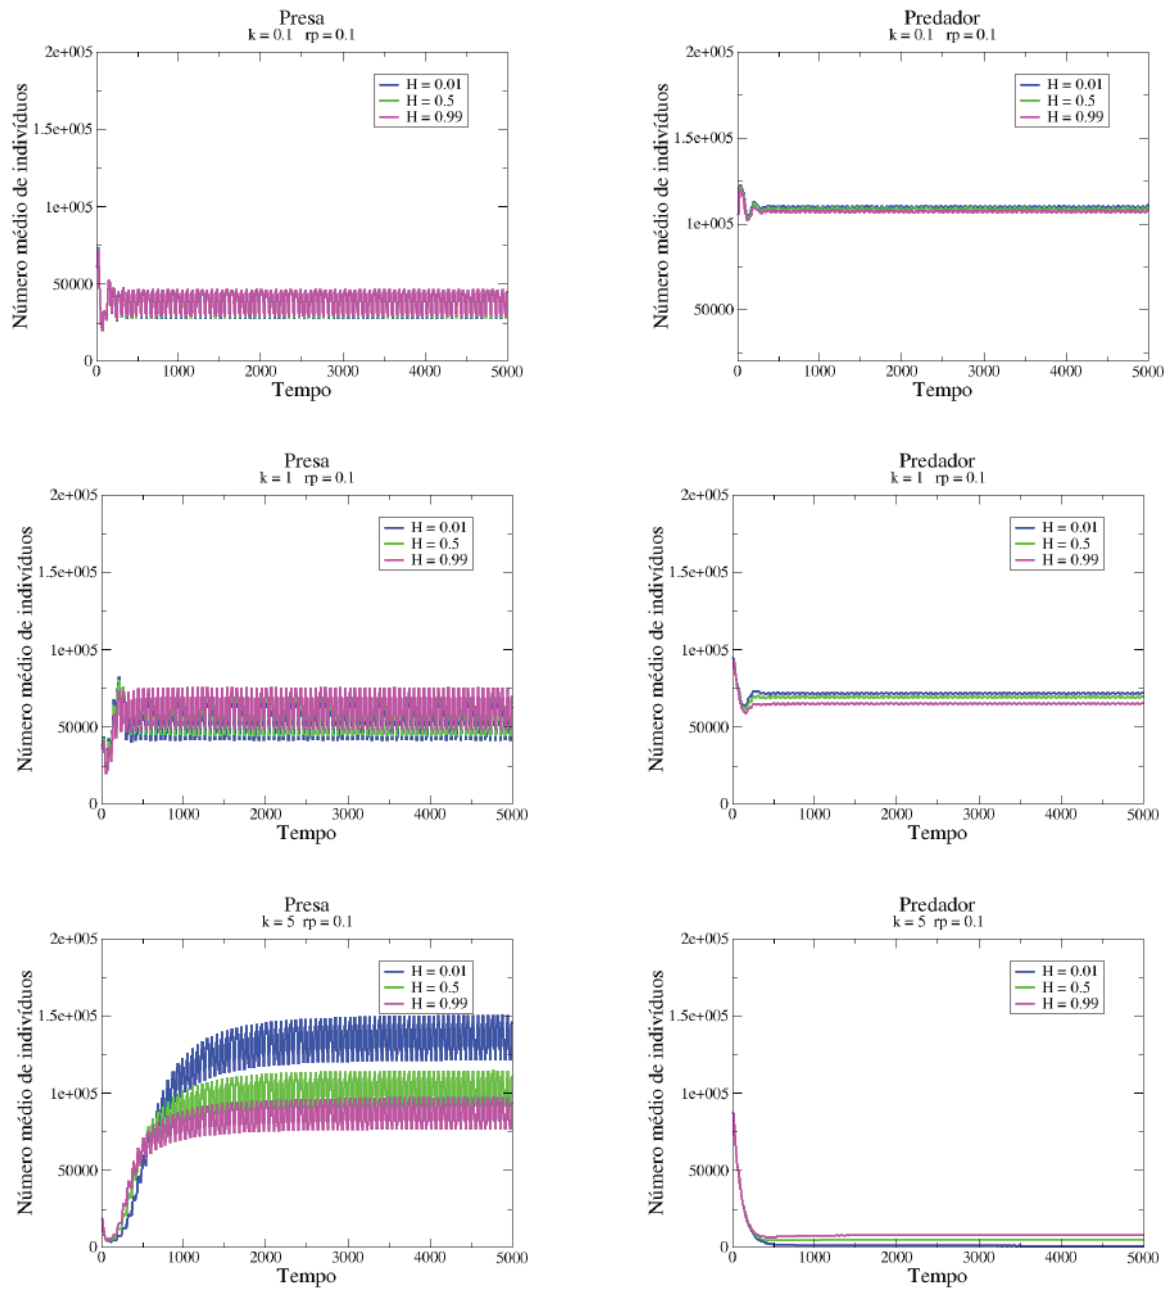 Presa
k = 0.1 rp = 0.1
2e+005
1.5e+005
1e+005
50000
0
Número médio de indivíduos
H = 0.01
H = 0.5
H = 0.99
0 1000 2000 3000 4000 5000
Tempo
Predador
k = 0.1 rp = 0.1
2e+005
1.5e+005
1e+005
50000
Número médio de indivíduos
H = 0.01
H = 0.5
H = 0.99
0 1000 2000 3000 4000 5000
Tempo
Presa
k = 1 rp = 0.1
2e+005
1.5e+005
1e+005
50000
0
Número médio de indivíduos
H = 0.01
H = 0.5
H = 0.99
0 1000 2000 3000 4000 5000
Tempo
Predador
k = 1 rp = 0.1
2e+005
1.5e+005
1e+005
50000
0
Número médio de indivíduos
H = 0.01
H = 0.5
H = 0.99
0 1000 2000 3000 4000 5000
Tempo
Presa
k = 5 rp = 0.1
2e+005
1.5e+005
1e+005
50000
0
Número médio de indivíduos
H = 0.01
H = 0.5
H = 0.99
0 1000 2000 3000 4000 5000
Tempo
Predador
k = 5 rp = 0.1
2e+005
1.5e+005
1e+005
50000
0
Número médio de indivíduos
H = 0.01
H = 0.5
H = 0.99
0 1000 2000 3000 4000 5000
Tempo